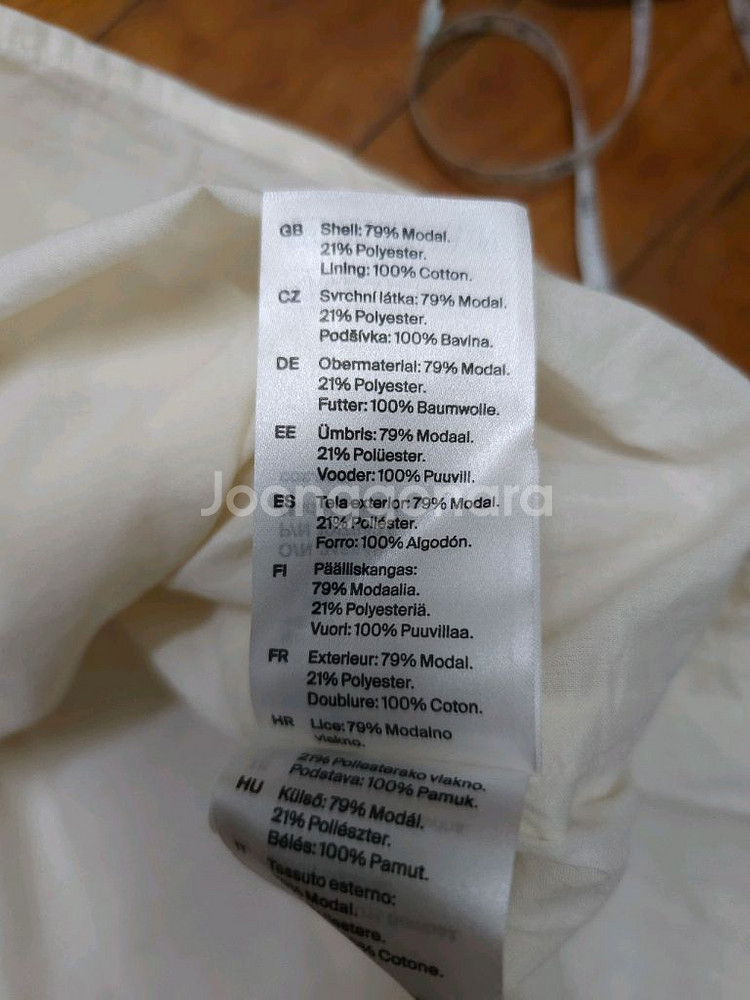 GB Shell: 79% Modal.
21% Polyester.
Lining: 100% Cotton.
CZ Svrchní látka: 79% Modal.
21% Polyester.
Podšívka: 100% Bavlna.
DE Obermaterial: 79% Modal.
21% Polyester.
Futter: 100% Baumwolle.
EE Ümbris: 79% Modaal.
21% Polüester.
Vooder: 100% Puuvill.
Joonggonara
ES Tela exterior: 79% Modal.
21% Poliéster.
Forro: 100% Algodón.
FI Päälliskangas:
79% Modaalia.
21% Polyesteriä.
Vuori: 100% Puuvillaa.
FR Exterieur: 79% Modal.
21% Polyester.
Doublure: 100% Coton.
HR Lice: 79% Modalno
vlakno.
21% Poliestersko vlakno.
Podstava: 100% Pamuk.
HU Külső: 79% Modál.
21% Poliészter.
Bélés: 100% Pamut.
Tessuto esterno:
Modal.
Cotone.